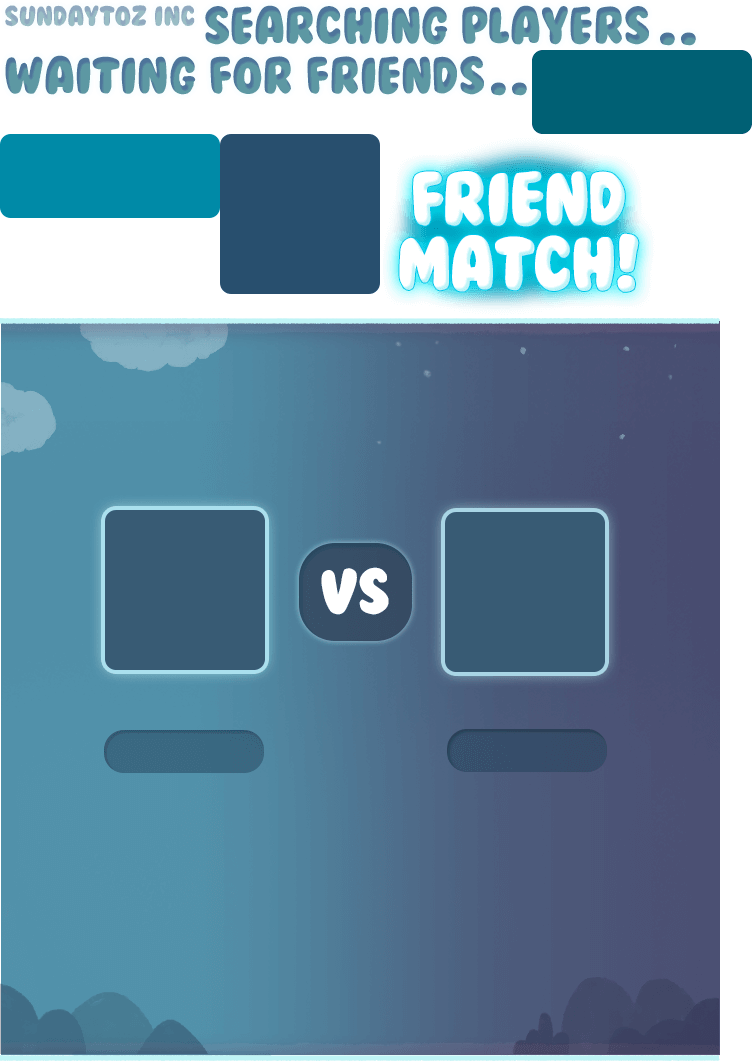 SUNDAYTOZ INC
SEARCHING PLAYERS..
WAITING FOR FRIENDS..
FRIEND
MATCH!
VS